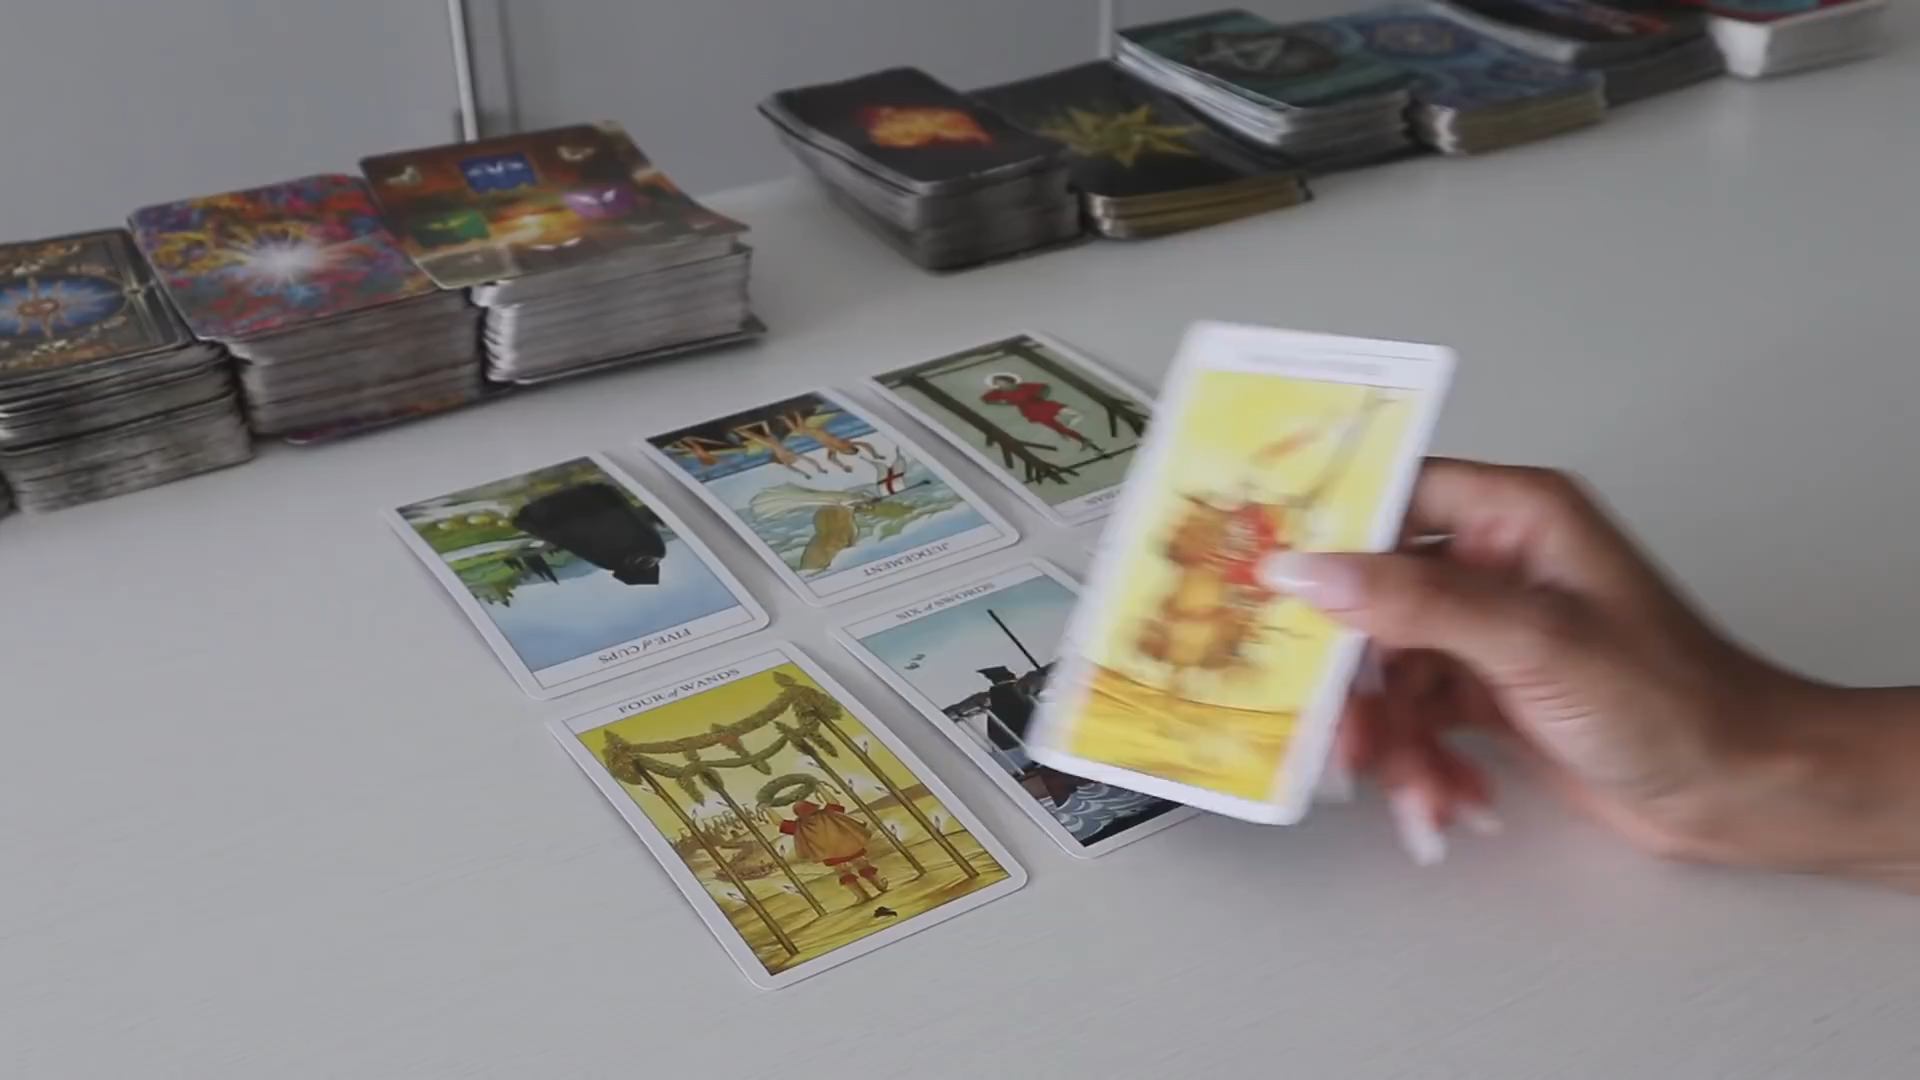 FIVE of CUPS
JUDGEMENT
FOUR of WANDS
SIX of SWORDS